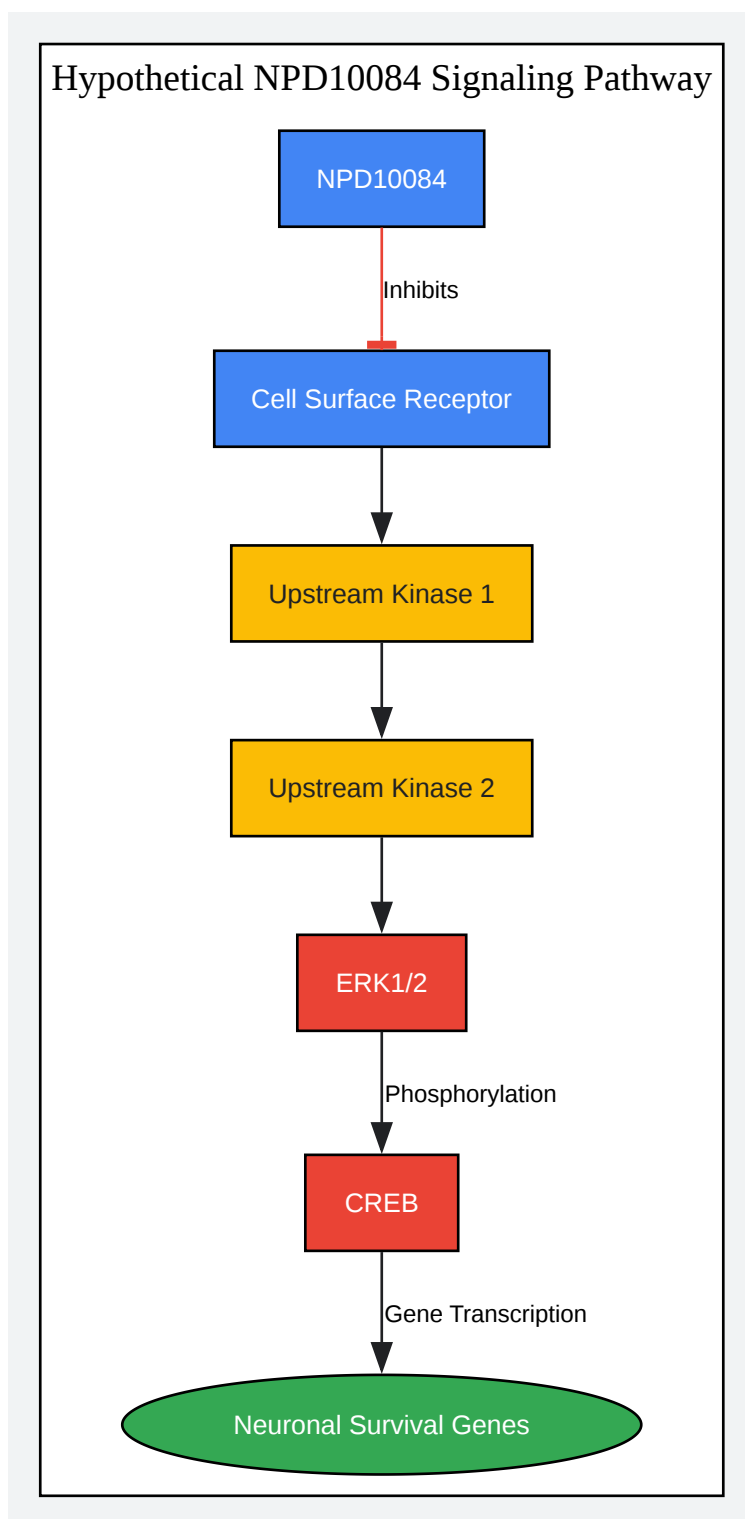 Hypothetical NPD10084 Signaling Pathway
NPD10084
Inhibits
Cell Surface Receptor
Upstream Kinase 1
Upstream Kinase 2
ERK1/2
Phosphorylation
CREB
Gene Transcription
Neuronal Survival Genes